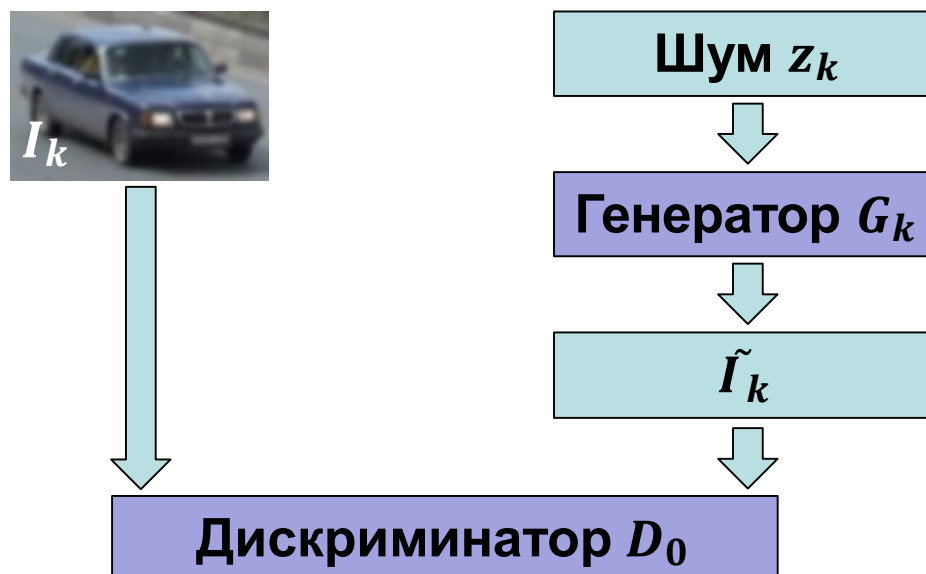 Шум z_k
I_k
Генератор G_k
Ĩ_k
Дискриминатор D_0